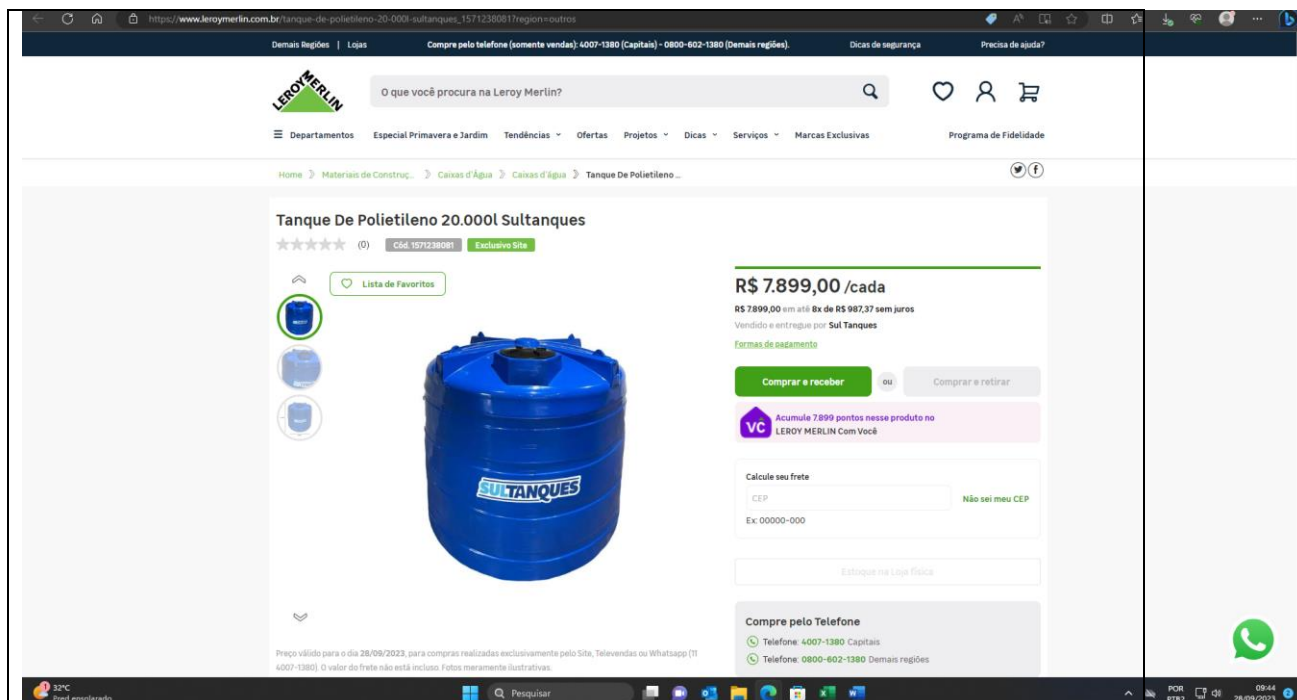 https://www.leroymerlin.com.br/tanque-de-polietileno-20-000l-sultanques_1571238081?region=outros
Demais Regiões | Lojas Compre pelo telefone (somente vendas): 4007-1380 (Capitais) - 0800-602-1380 (Demais regiões). Dicas de segurança Precisa de ajuda?
LEROY MERLIN
O que você procura na Leroy Merlin?
Departamentos Especial Primavera e Jardim Tendências Ofertas Projetos Dicas Serviços Marcas Exclusivas Programa de Fidelidade
Home Materiais de Construç... Caixas d'Água Caixas d'água Tanque De Polietileno ...
Tanque De Polietileno 20.000l Sultanques
(0) Cód. 1571238081 Exclusivo Site
Lista de Favoritos
R$ 7.899,00 /cada
R$ 7.899,00 em até 8x de R$ 987,37 sem juros
Vendido e entregue por Sul Tanques
Formas de pagamento
Comprar e receber ou Comprar e retirar
VC Acumule 7.899 pontos nesse produto no
LEROY MERLIN Com Você
Calcule seu frete
CEP Não sei meu CEP
Ex: 00000-000
SULTANQUES
Estoque na Loja física
Compre pelo Telefone
Telefone: 4007-1380 Capitais
Telefone: 0800-602-1380 Demais regiões
Preço válido para o dia 28/09/2023, para compras realizadas exclusivamente pelo Site, Televendas ou Whatsapp (11
4007-1380). O valor do frete não está incluso. Fotos meramente ilustrativas.
32°C
Pred ensolarado
Pesquisar
POR
PTB2
09:44
28/09/2023